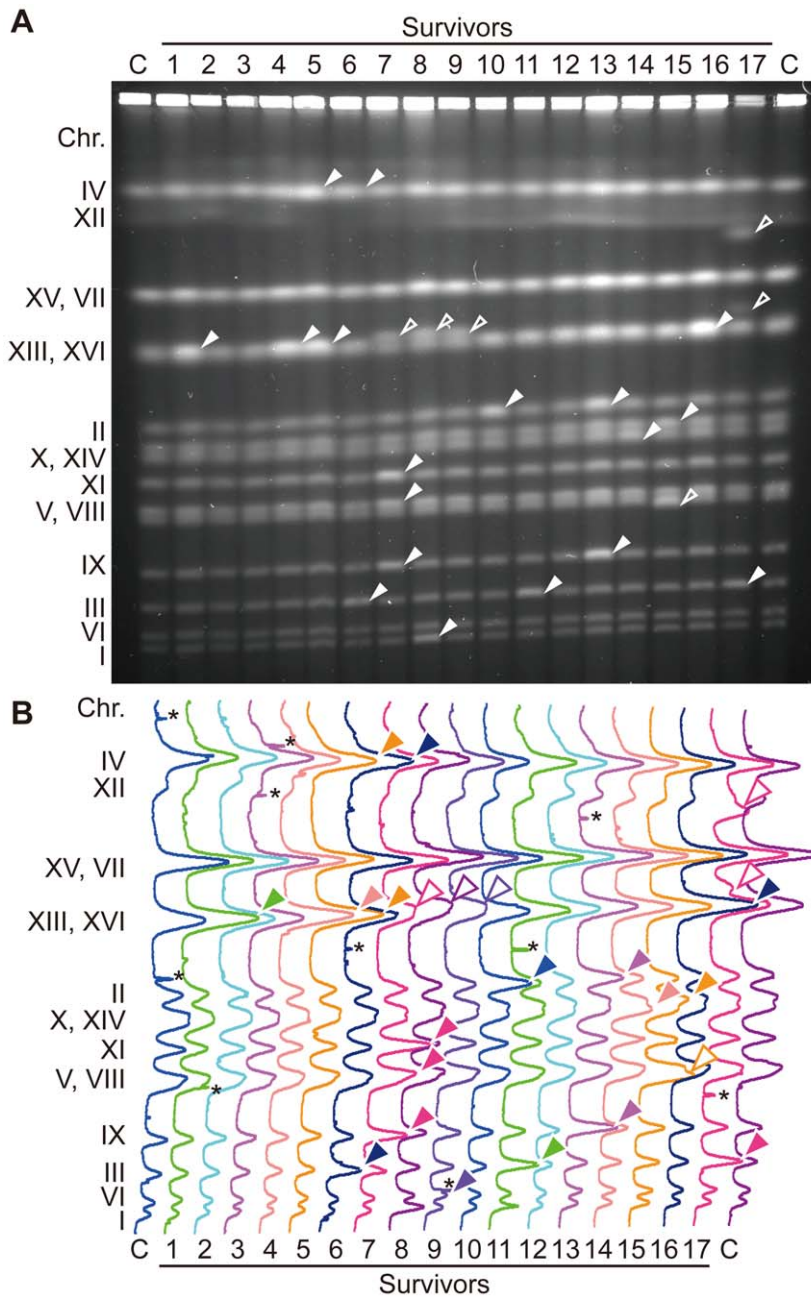 A
Survivors
C 1 2 3 4 5 6 7 8 9 10 11 12 13 14 15 16 17 C
Chr.
IV
XII
XV, VII
XIII, XVI
II
X, XIV
XI
V, VIII
IX
III
VI
I
B
Chr.
*
IV
*
XII
*
*
XV, VII
XIII, XVI
*
*
*
II
X, XIV
XI
V, VIII
*
*
IX
III
*
VI
I
C 1 2 3 4 5 6 7 8 9 10 11 12 13 14 15 16 17 C
Survivors